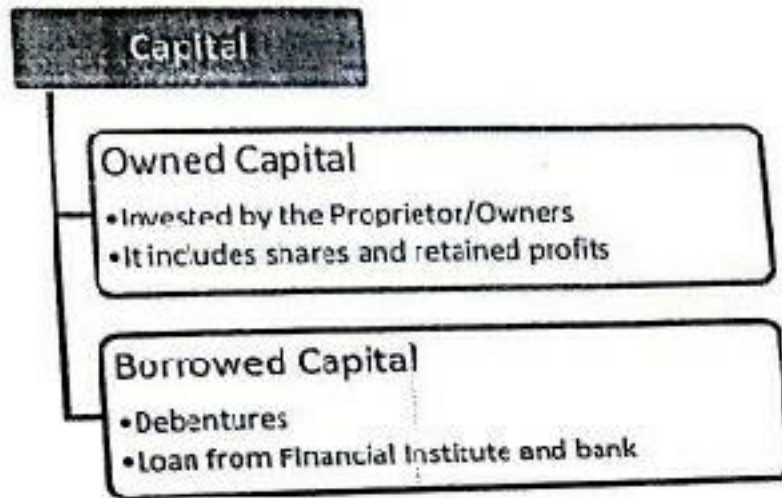 Capital
Owned Capital
•Invested by the Proprietor/Owners
•It includes shares and retained profits
Borrowed Capital
•Debentures
•Loan from Financial Institute and bank